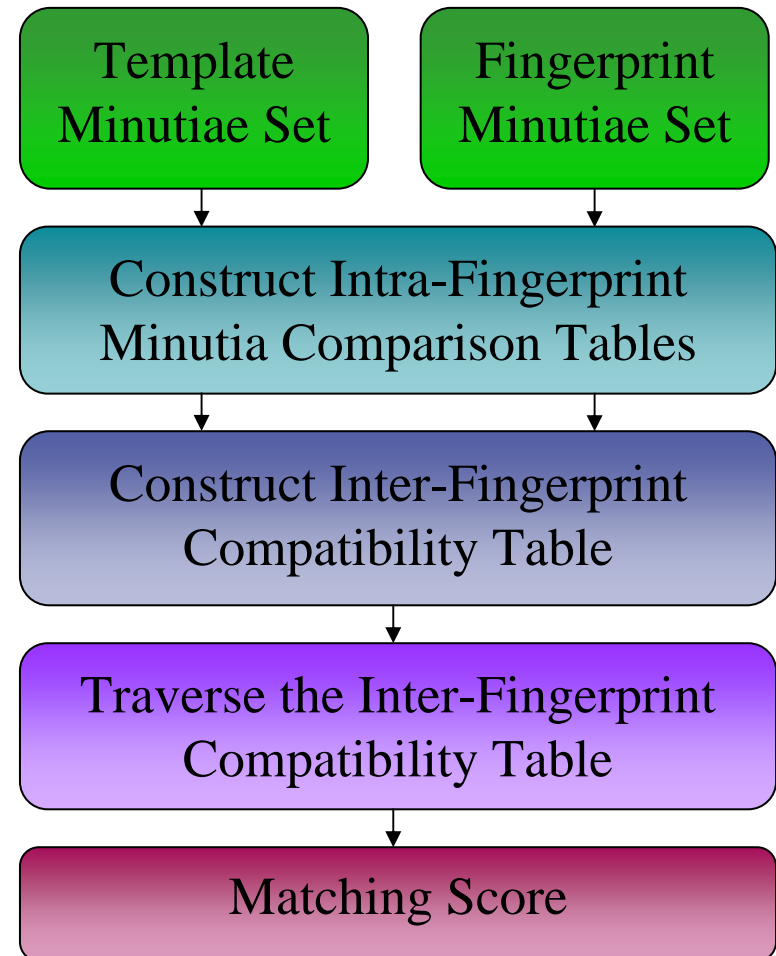 Template
Minutiae Set
Fingerprint
Minutiae Set
Construct Intra-Fingerprint
Minutia Comparison Tables
Construct Inter-Fingerprint
Compatibility Table
Traverse the Inter-Fingerprint
Compatibility Table
Matching Score